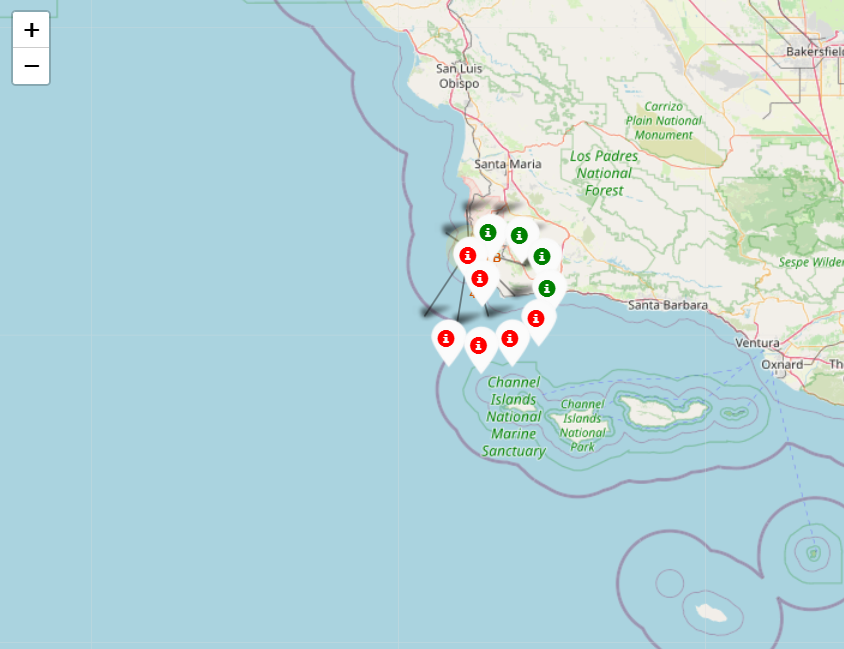 +
−
San Luis
Obispo
Bakersfield
Carrizo
Plain National
Monument
Santa Maria
Los Padres
National
Forest
Sespe Wilder
Santa Barbara
Ventura
Oxnard
Th
Channel
Islands
National
Marine
Sanctuary
Channel
Islands
National
Park